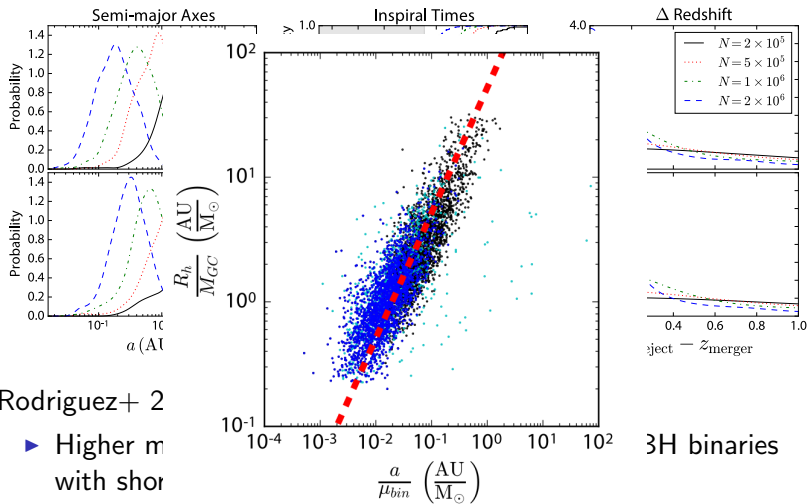 Semi-major Axes
Inspiral Times
Δ Redshift
Probability
1.4
1.2
1.0
0.8
0.6
0.4
0.2
0.0
Probability
1.4
1.2
1.0
0.8
0.6
0.4
0.2
0.0
10⁻¹
a (AU
1.0
4.0
N = 2 × 10⁵
N = 5 × 10⁵
N = 1 × 10⁶
N = 2 × 10⁶
0.4 0.6 0.8 1.0
eject − z_merger
10²
10¹
10⁰
10⁻¹
R_h / M_GC (AU / M_⊙)
10⁻⁴ 10⁻³ 10⁻² 10⁻¹ 10⁰ 10¹ 10²
a / μ_bin (AU / M_⊙)
Rodriguez+ 2
▶ Higher m
BH binaries
with shor